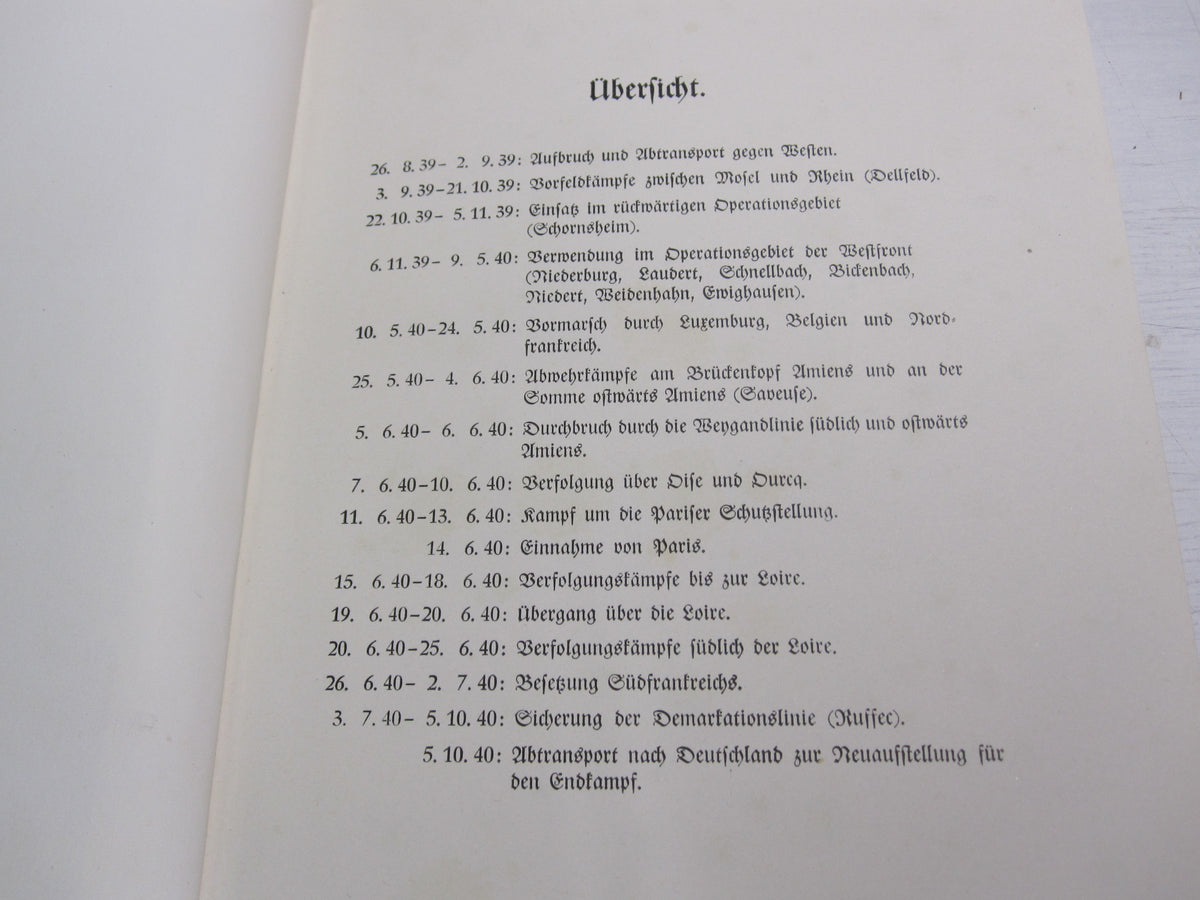 Übersicht.
26. 8. 39 – 2. 9. 39: Aufbruch und Abtransport gegen Westen.
3. 9. 39 – 21. 10. 39: Vorfeldkämpfe zwischen Mosel und Rhein (Dellfeld).
22. 10. 39 – 5. 11. 39: Einsatz im rückwärtigen Operationsgebiet
(Schornsheim).
6. 11. 39 – 9. 5. 40: Verwendung im Operationsgebiet der Westfront
(Niederburg, Laudert, Schnellbach, Bickenbach,
Niedert, Weidenhahn, Ewighausen).
10. 5. 40 – 24. 5. 40: Vormarsch durch Luxemburg, Belgien und Nord-
frankreich.
25. 5. 40 – 4. 6. 40: Abwehrkämpfe am Brückenkopf Amiens und an der
Somme ostwärts Amiens (Saveuse).
5. 6. 40 – 6. 6. 40: Durchbruch durch die Weygandlinie südlich und ostwärts
Amiens.
7. 6. 40 – 10. 6. 40: Verfolgung über Oise und Ourcq.
11. 6. 40 – 13. 6. 40: Kampf um die Pariser Schutzstellung.
14. 6. 40: Einnahme von Paris.
15. 6. 40 – 18. 6. 40: Verfolgungskämpfe bis zur Loire.
19. 6. 40 – 20. 6. 40: Übergang über die Loire.
20. 6. 40 – 25. 6. 40: Verfolgungskämpfe südlich der Loire.
26. 6. 40 – 2. 7. 40: Besetzung Südfrankreichs.
3. 7. 40 – 5. 10. 40: Sicherung der Demarkationslinie (Ruffec).
5. 10. 40: Abtransport nach Deutschland zur Neuaufstellung für
den Endkampf.